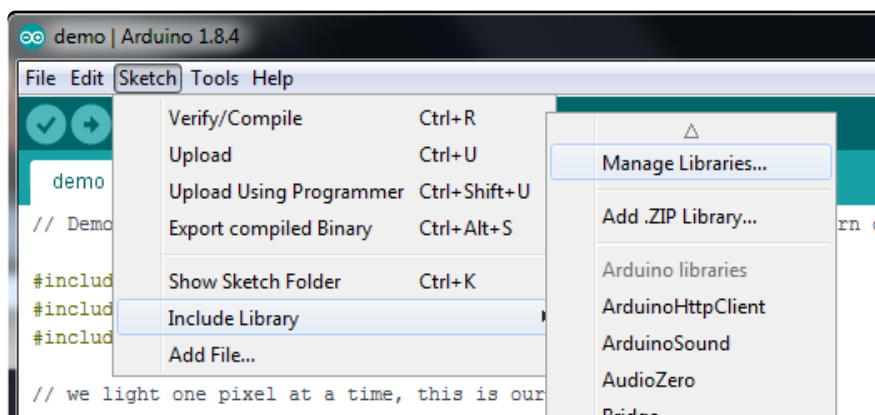 demo | Arduino 1.8.4
File Edit Sketch Tools Help
Verify/Compile Ctrl+R
Upload Ctrl+U
Upload Using Programmer Ctrl+Shift+U
Export compiled Binary Ctrl+Alt+S
Show Sketch Folder Ctrl+K
Include Library
Add File...
Manage Libraries...
Add .ZIP Library...
Arduino libraries
ArduinoHttpClient
ArduinoSound
AudioZero
demo
// Demo
#includ
#includ
#includ
// we light one pixel at a time, this is our